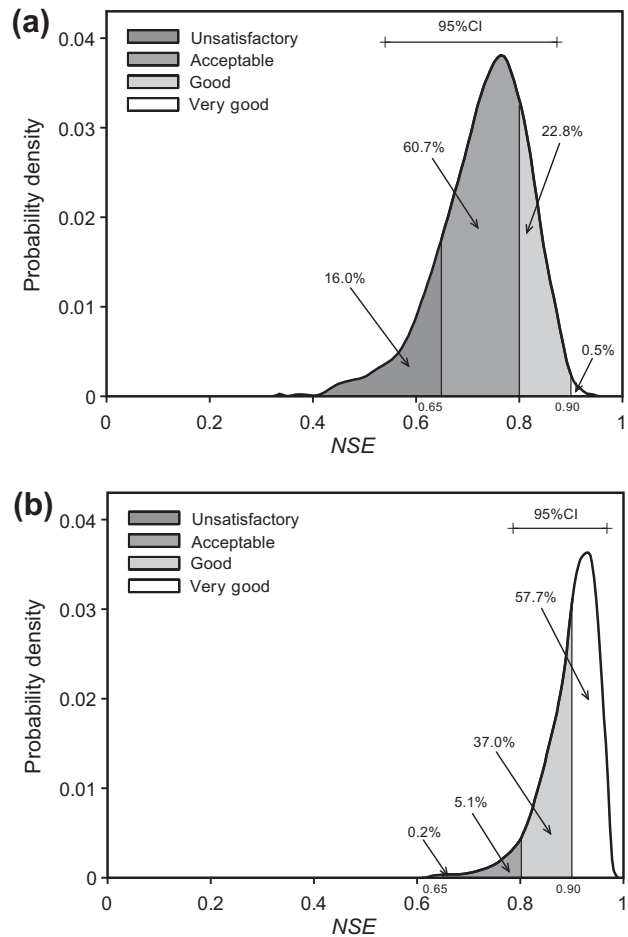 (a)
0.04
0.03
0.02
0.01
0
Probability density
Unsatisfactory
Acceptable
Good
Very good
95%CI
60.7%
22.8%
16.0%
0.5%
0.65
0.90
0
0.2
0.4
0.6
0.8
1
NSE
(b)
0.04
0.03
0.02
0.01
0
Probability density
Unsatisfactory
Acceptable
Good
Very good
95%CI
57.7%
37.0%
5.1%
0.2%
0.65
0.90
0
0.2
0.4
0.6
0.8
1
NSE